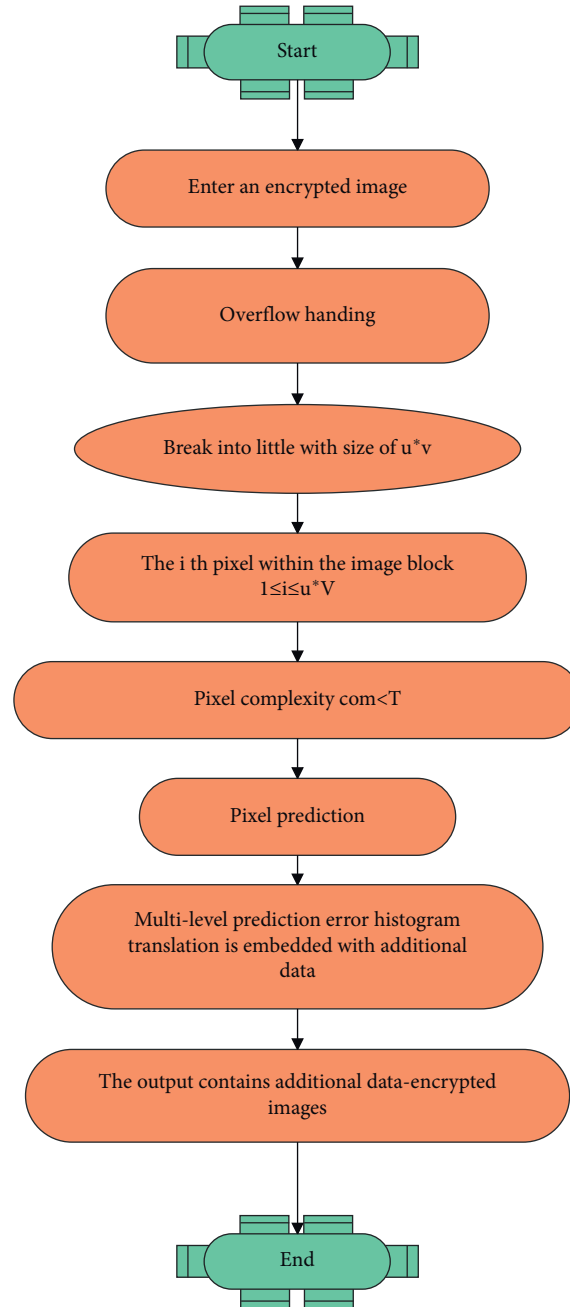 Start
Enter an encrypted image
Overflow handing
Break into little with size of u*v
The i th pixel within the image block
1≤i≤u*V
Pixel complexity com<T
Pixel prediction
Multi-level prediction error histogram
translation is embedded with additional
data
The output contains additional data-encrypted
images
End